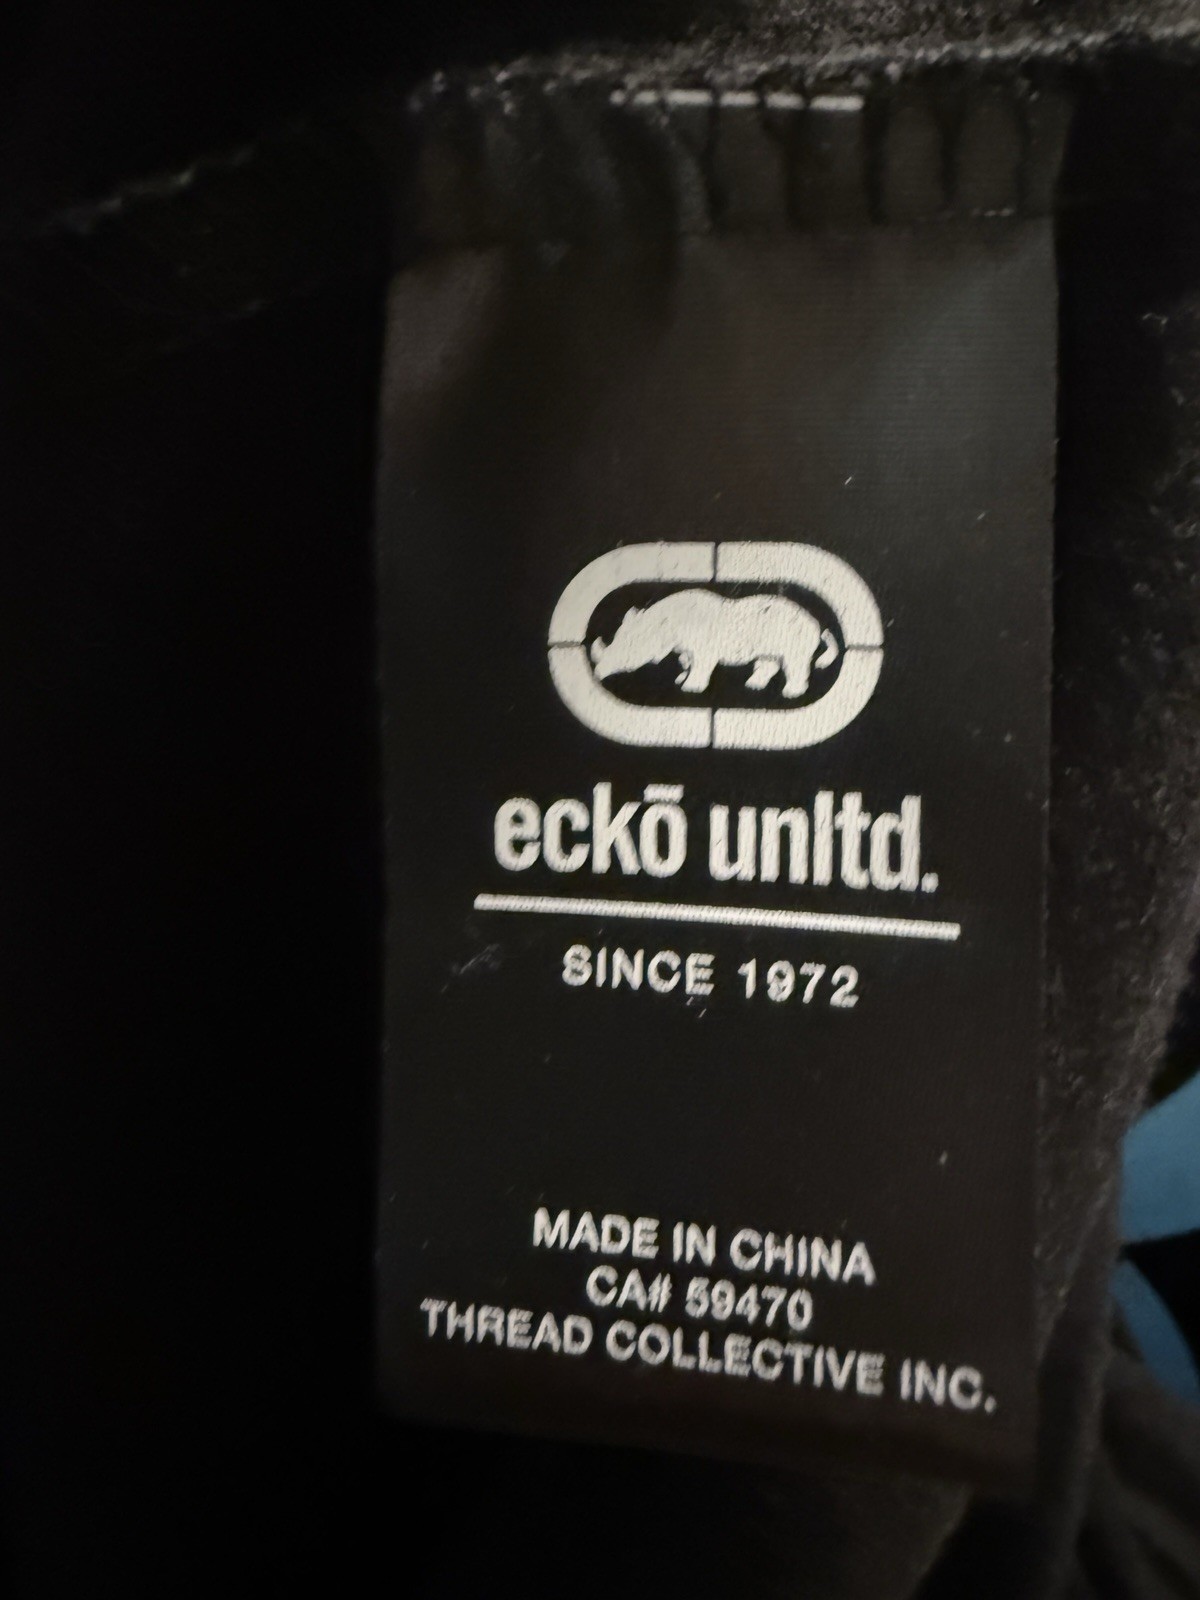 eckō unltd.
SINCE 1972
MADE IN CHINA
CA# 59470
THREAD COLLECTIVE INC.